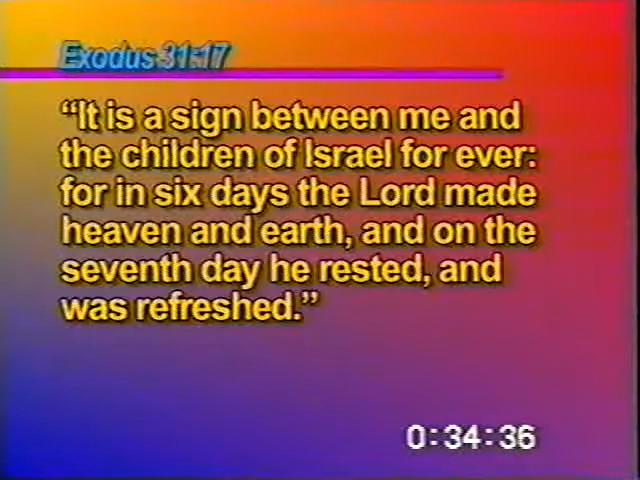 Exodus 31:17
“It is a sign between me and
the children of Israel for ever:
for in six days the Lord made
heaven and earth, and on the
seventh day he rested, and
was refreshed.”
0:34:36